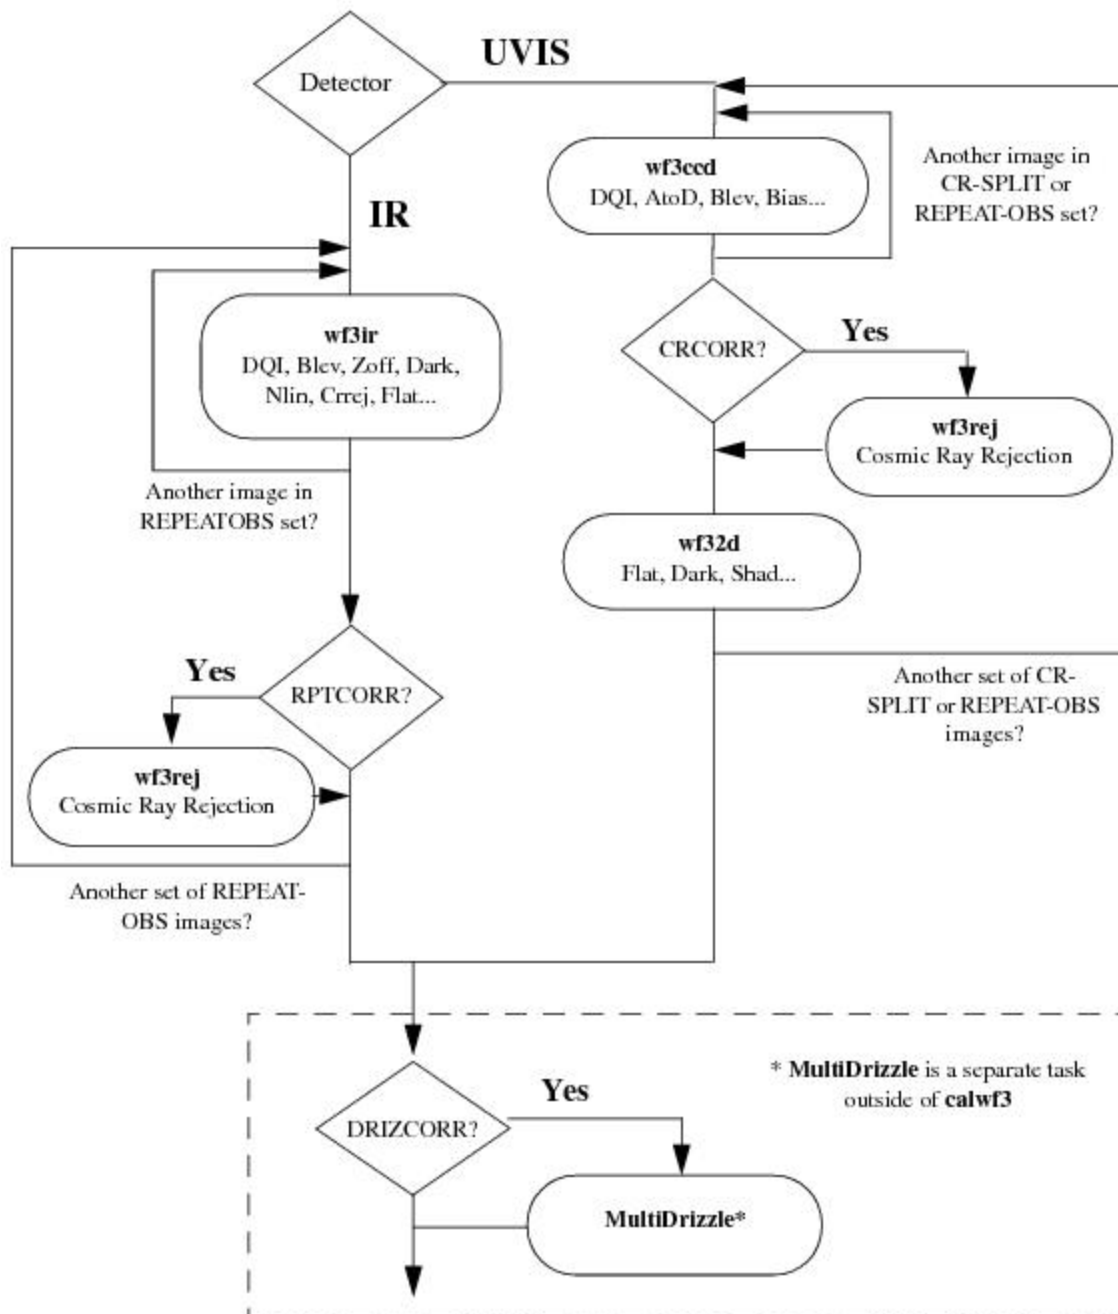 UVIS
Detector
wf3ccd
DQI, AtoD, Blev, Bias...
Another image in
CR-SPLIT or
REPEAT-OBS
set?
IR
wf3ir
DQI, Blev, Zoff, Dark,
Nlin, Crrej, Flat...
CRCORR?
Yes
wf3rej
Cosmic Ray Rejection
Another image in
REPEATOBS set?
wf32d
Flat, Dark, Shad...
Yes
RPTCORR?
Another set of CR-
SPLIT or REPEAT-OBS
images?
wf3rej
Cosmic Ray Rejection
Another set of REPEAT-
OBS images?
* MultiDrizzle is a separate task
outside of calwf3
Yes
DRIZCORR?
MultiDrizzle*